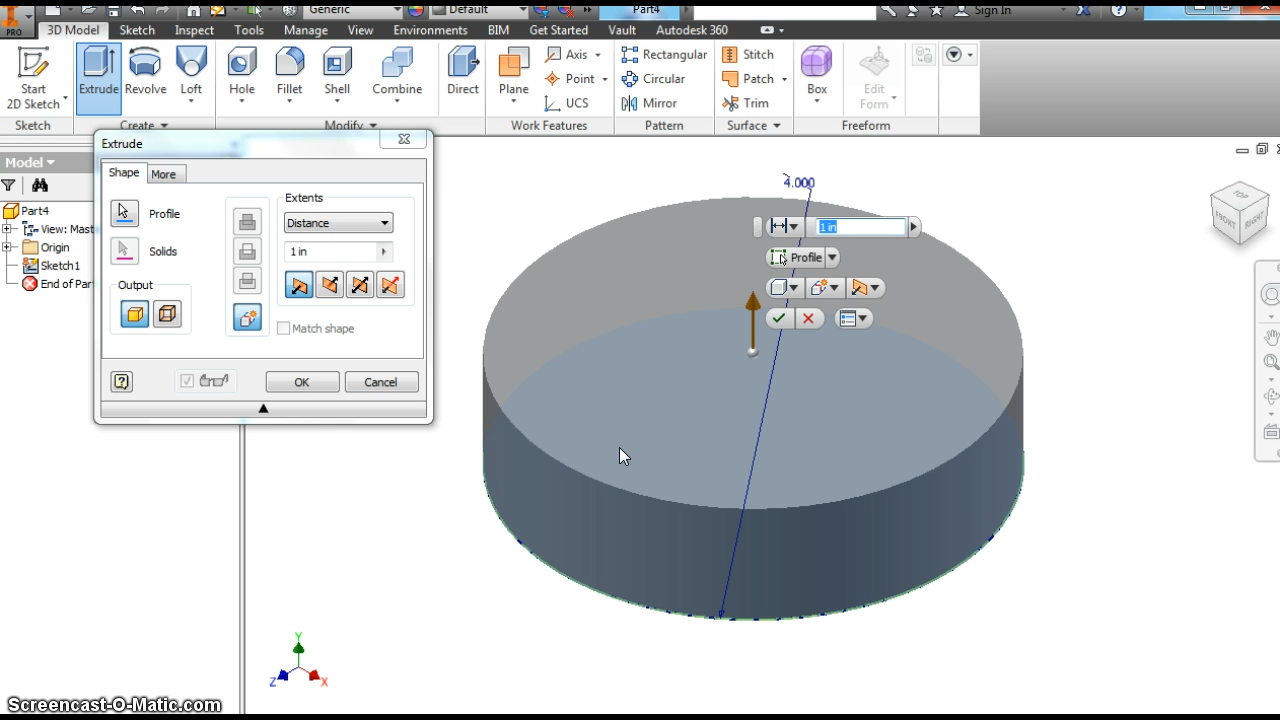 Generic Default Part4 Sign In
PRO 3D Model Sketch Inspect Tools Manage View Environments BIM Get Started Vault Autodesk 360
Start 2D Sketch
Extrude
Revolve
Loft
Hole
Fillet
Shell
Combine
Direct
Plane
Axis
Point
UCS
Rectangular
Circular
Mirror
Stitch
Patch
Trim
Box
Edit Form
Sketch Create Modify Work Features Pattern Surface Freeform
Extrude
Shape More
Profile
Solids
Output
Extents
Distance
1 in
Match shape
OK Cancel
Model
Part4
View: Mast
Origin
Sketch1
End of Par
4.000
1 in
Profile
TOP
FRONT
RIGHT
Y
Z
X
Screencast-O-Matic.com